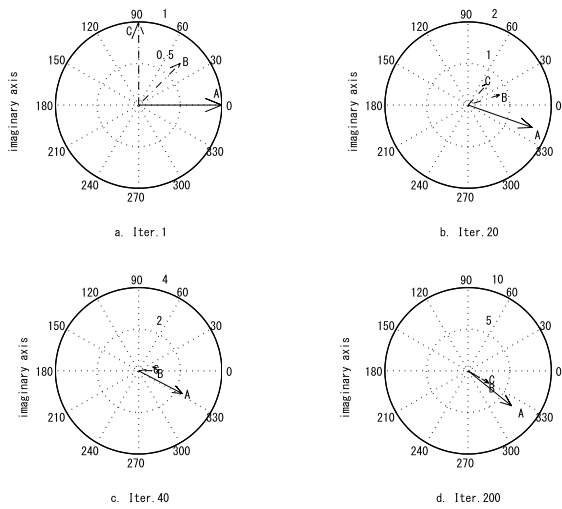 90 1
120 60
C
0.5
150 B 30
A
180 0
210 330
240 300
270
imaginary axis
a. Iter.1
90 2
120 60
1
150 C 30
B
180 0
A
210 330
240 300
270
imaginary axis
b. Iter.20
90 4
120 60
2
150 30
C
180 B 0
A
210 330
240 300
270
imaginary axis
c. Iter.40
90 10
120 60
5
150 30
180 0
C
B
A
210 330
240 300
270
imaginary axis
d. Iter.200